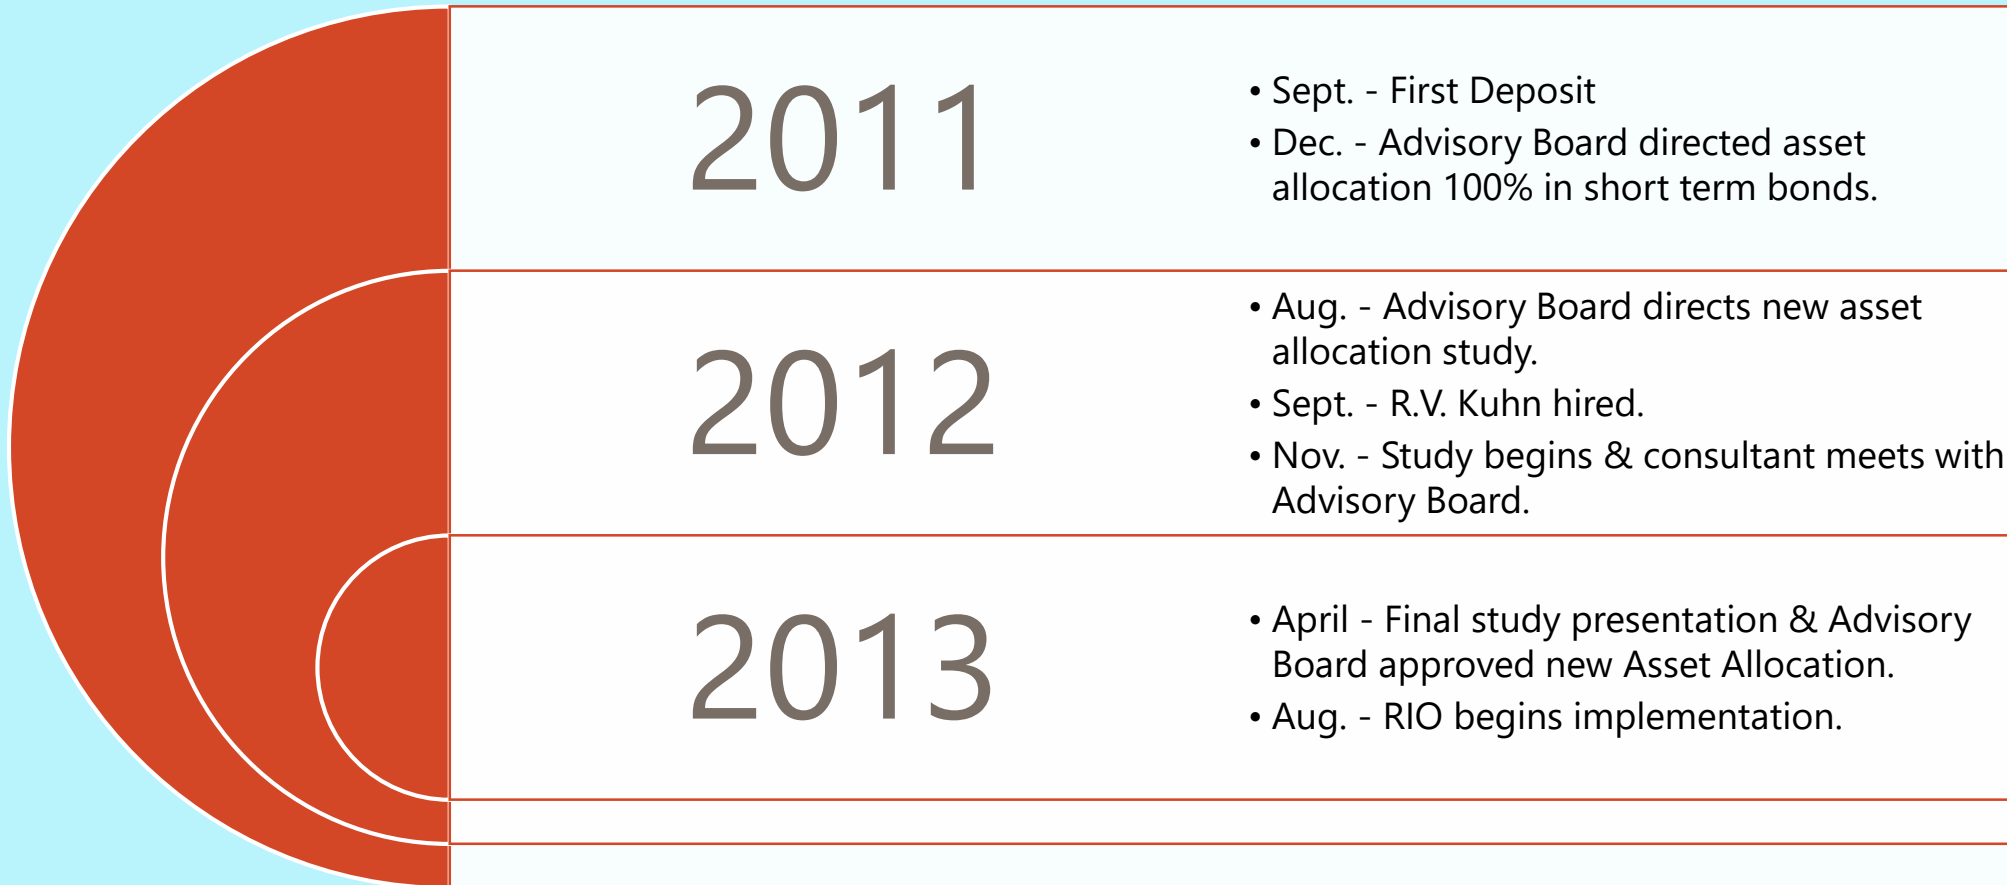 2011
• Sept. - First Deposit
• Dec. - Advisory Board directed asset
allocation 100% in short term bonds.
2012
• Aug. - Advisory Board directs new asset
allocation study.
• Sept. - R.V. Kuhn hired.
• Nov. - Study begins & consultant meets with
Advisory Board.
2013
• April - Final study presentation & Advisory
Board approved new Asset Allocation.
• Aug. - RIO begins implementation.